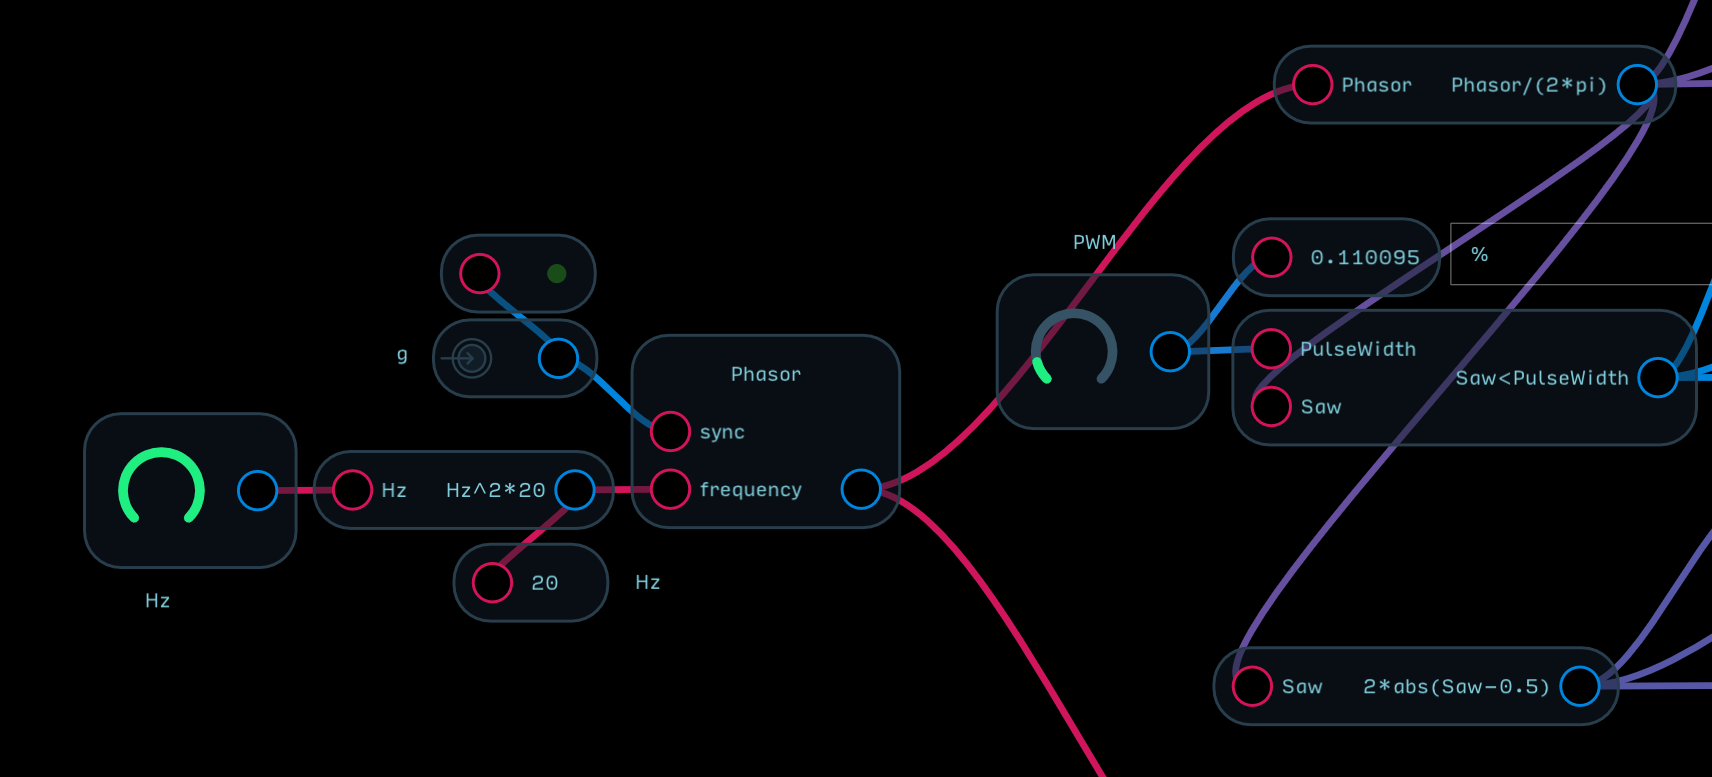 Phasor Phasor/(2*pi)
PWM
0.110095 %
g
PulseWidth
Saw<PulseWidth
Saw
Phasor
sync
frequency
Hz Hz^2*20
20 Hz
Hz
Saw 2*abs(Saw-0.5)